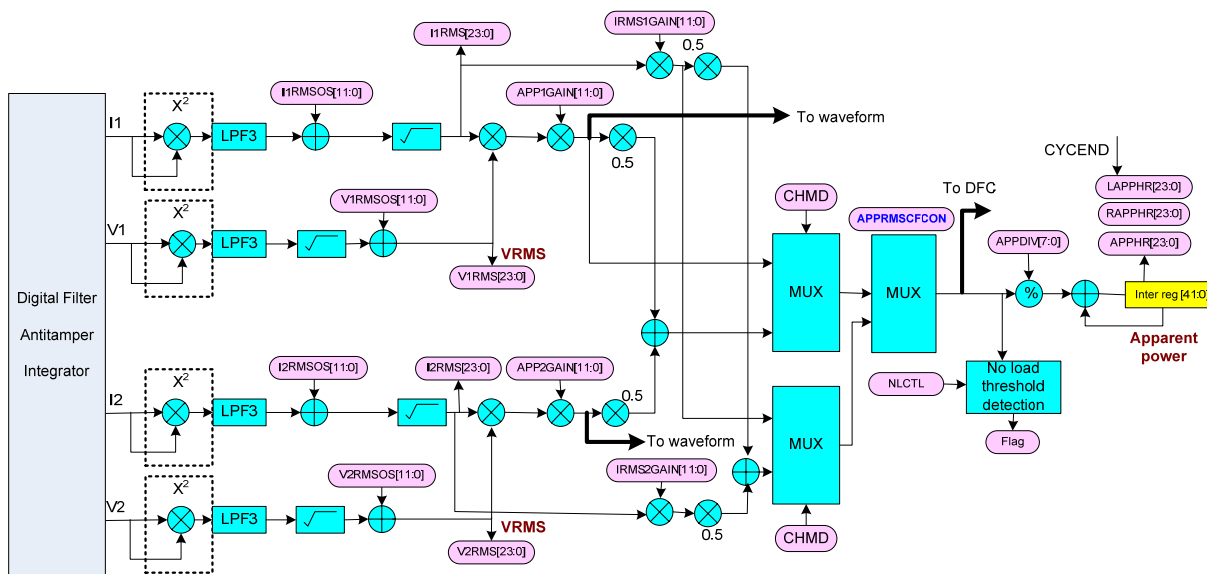 I1RMS[23:0]
IRMS1GAIN[11:0]
0.5
X2
I1RMSOS[11:0]
APP1GAIN[11:0]
I1
LPF3
To waveform
0.5
CYCEND
X2
V1RMSOS[11:0]
CHMD
To DFC
LAPPHR[23:0]
RAPPHR[23:0]
APPRMSCFCON
APPDIV[7:0]
APPHR[23:0]
V1
LPF3
VRMS
V1RMS[23:0]
MUX
MUX
%
Inter reg [41:0]
Apparent
power
Digital Filter
Antitamper
Integrator
X2
I2RMSOS[11:0]
I2RMS[23:0]
APP2GAIN[11:0]
0.5
NLCTL
No load
threshold
detection
I2
LPF3
To waveform
MUX
Flag
IRMS2GAIN[11:0]
X2
V2RMSOS[11:0]
V2
LPF3
VRMS
0.5
CHMD
V2RMS[23:0]